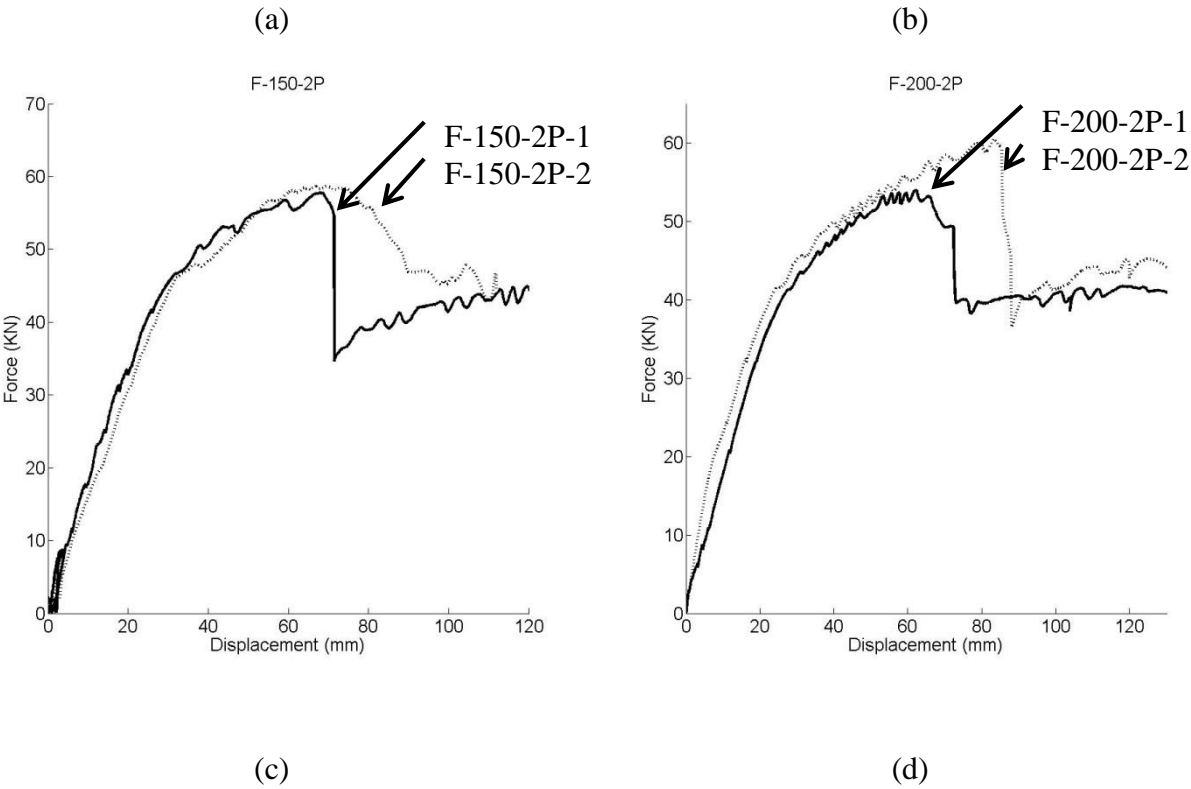 (a)
(b)
F-150-2P
70
60
50
40
30
20
10
0
0 20 40 60 80 100 120
Force (KN)
Displacement (mm)
F-150-2P-1
F-150-2P-2
F-200-2P
60
50
40
30
20
10
0
0 20 40 60 80 100 120
Force (KN)
Displacement (mm)
F-200-2P-1
F-200-2P-2
(c)
(d)